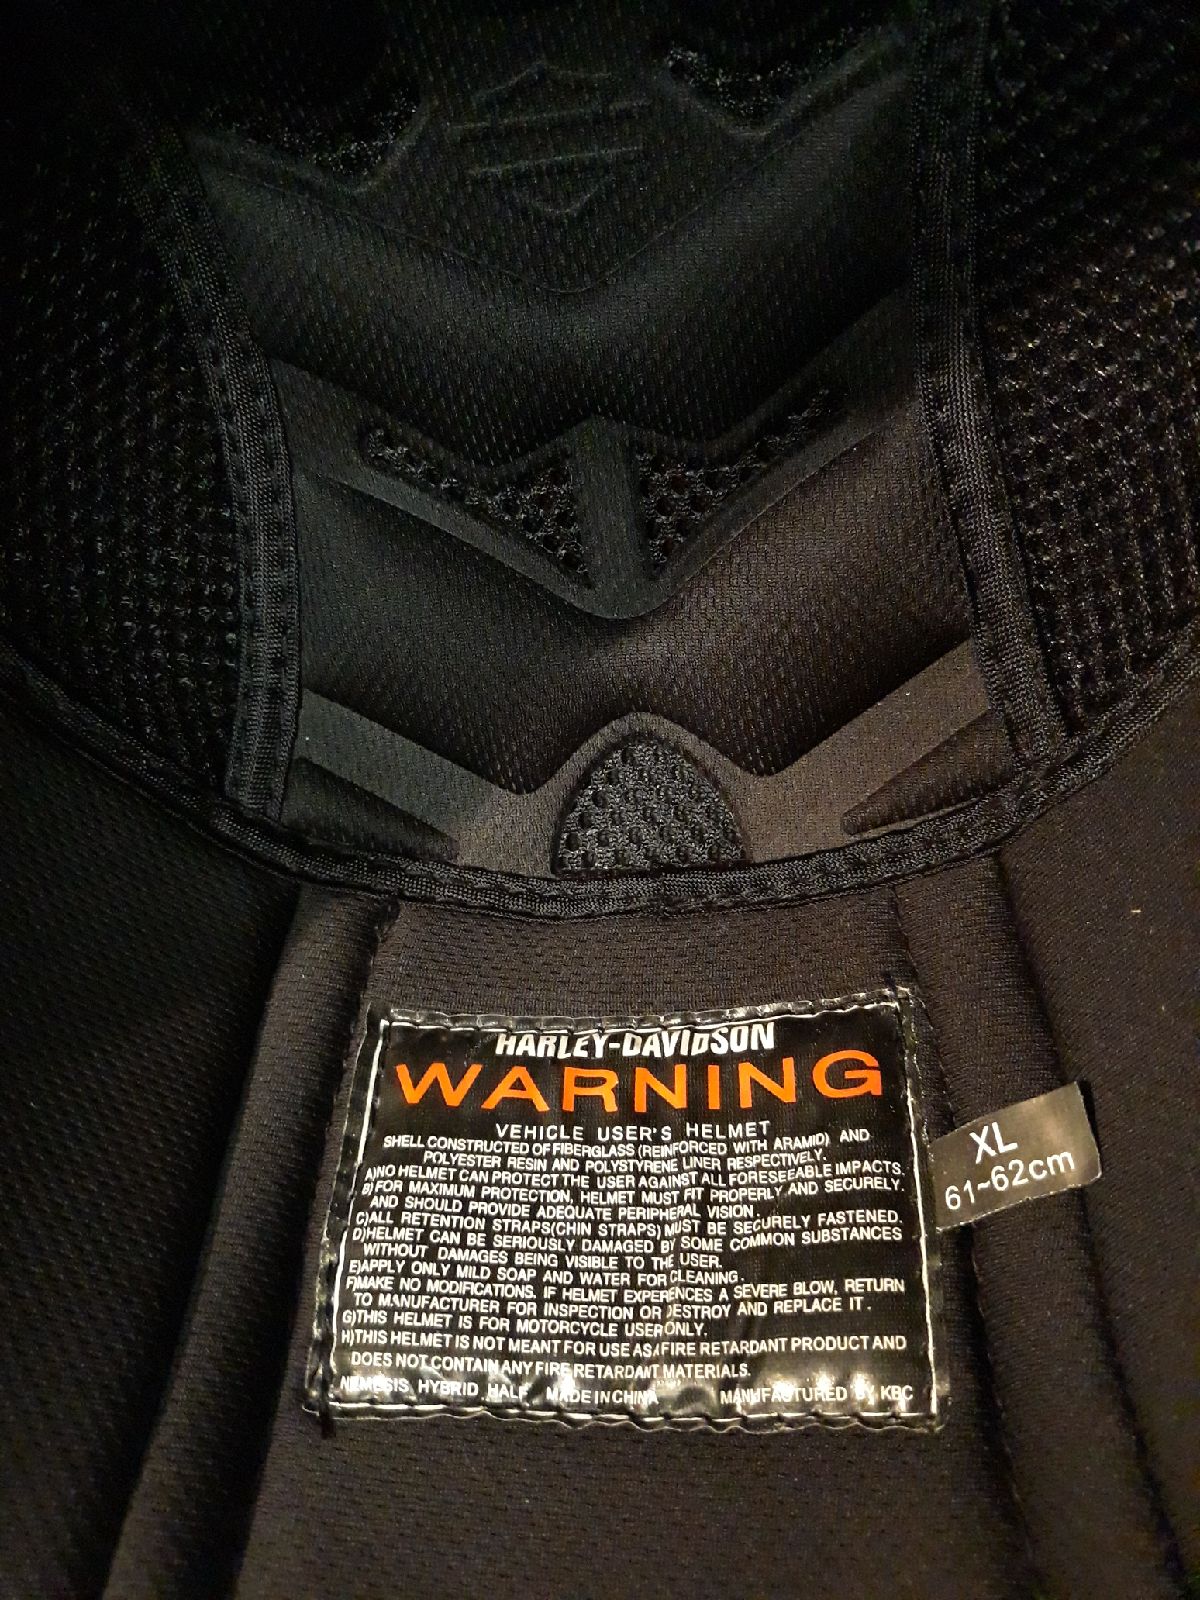 HARLEY-DAVIDSON
WARNING
VEHICLE USER'S HELMET
SHELL CONSTRUCTED OF FIBERGLASS (REINFORCED WITH ARAMID) AND
POLYESTER RESIN AND POLYSTYRENE LINER RESPECTIVELY.
A)NO HELMET CAN PROTECT THE USER AGAINST ALL FORESEEABLE IMPACTS.
B)FOR MAXIMUM PROTECTION, HELMET MUST FIT PROPERLY AND SECURELY.
AND SHOULD PROVIDE ADEQUATE PERIPHERAL VISION.
C)ALL RETENTION STRAPS(CHIN STRAPS) MUST BE SECURELY FASTENED.
D)HELMET CAN BE SERIOUSLY DAMAGED BY SOME COMMON SUBSTANCES
WITHOUT DAMAGES BEING VISIBLE TO THE USER.
E)APPLY ONLY MILD SOAP AND WATER FOR CLEANING.
F)MAKE NO MODIFICATIONS. IF HELMET EXPERIENCES A SEVERE BLOW, RETURN
TO MANUFACTURER FOR INSPECTION OR DESTROY AND REPLACE IT.
G)THIS HELMET IS FOR MOTORCYCLE USER ONLY.
H)THIS HELMET IS NOT MEANT FOR USE AS A FIRE RETARDANT PRODUCT AND
DOES NOT CONTAIN ANY FIRE RETARDANT MATERIALS.
NEMESIS HYBRID HALF MADE IN CHINA MANUFACTURED BY KBC
XL
61~62cm